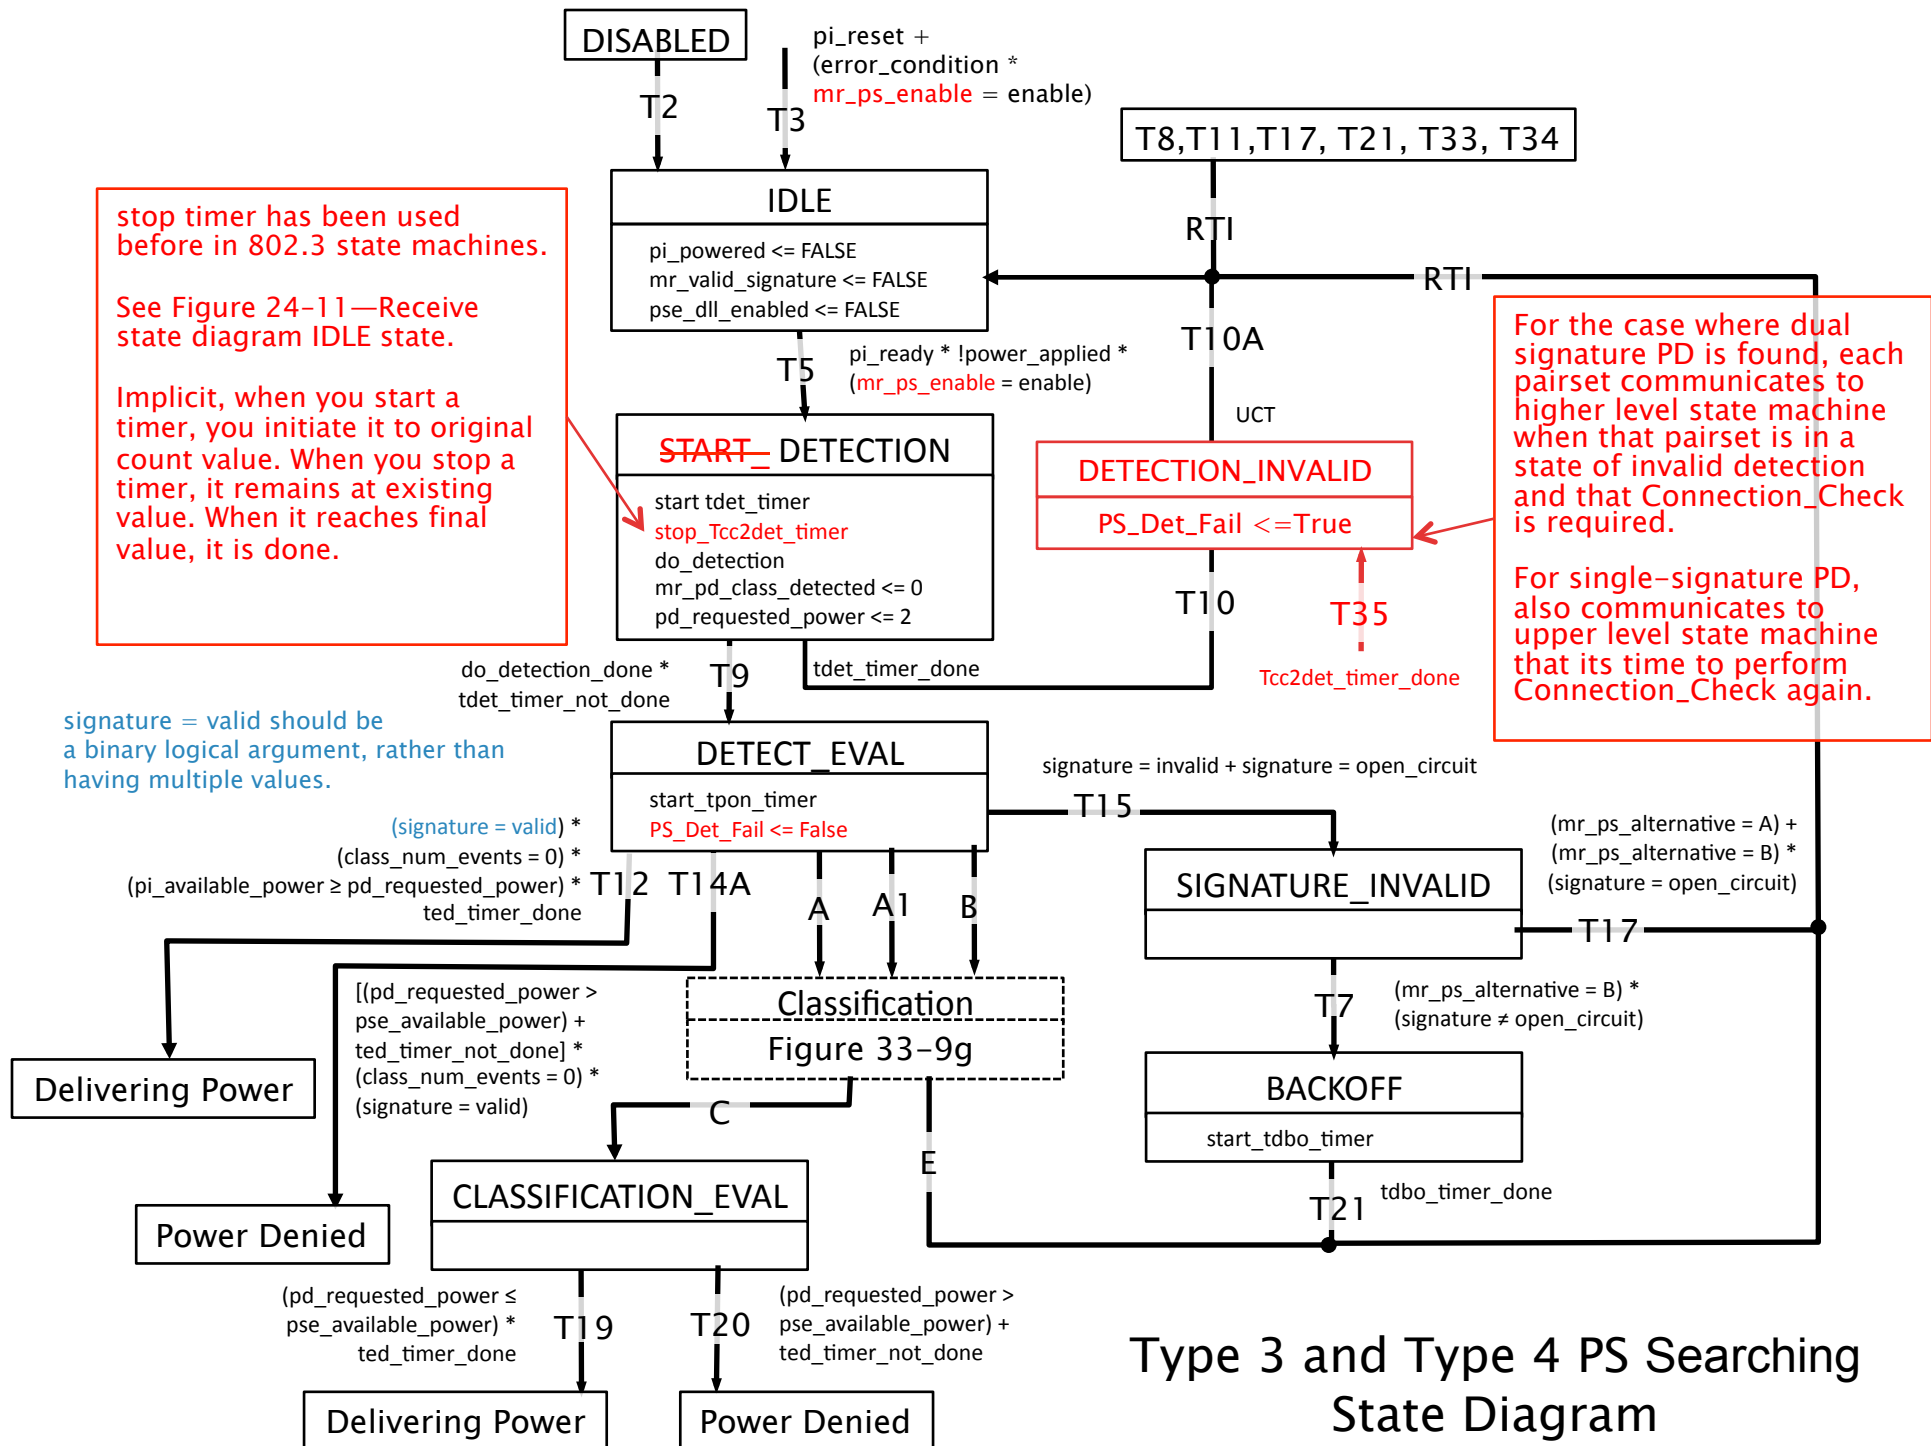 DISABLED
pi_reset +
(error_condition *
mr_ps_enable = enable)
T2
T3
T8,T11,T17, T21, T33, T34
IDLE
pi_powered <= FALSE
mr_valid_signature <= FALSE
pse_dll_enabled <= FALSE
RTI
RTI
stop timer has been used
before in 802.3 state machines.
See Figure 24-11—Receive
state diagram IDLE state.
Implicit, when you start a
timer, you initiate it to original
count value. When you stop a
timer, it remains at existing
value. When it reaches final
value, it is done.
T5
pi_ready * !power_applied *
(mr_ps_enable = enable)
T10A
UCT
For the case where dual
signature PD is found, each
pairset communicates to
higher level state machine
when that pairset is in a
state of invalid detection
and that Connection_Check
is required.
For single-signature PD,
also communicates to
upper level state machine
that its time to perform
Connection_Check again.
START_ DETECTION
start tdet_timer
stop_Tcc2det_timer
do_detection
mr_pd_class_detected <= 0
pd_requested_power <= 2
DETECTION_INVALID
PS_Det_Fail <=True
T10
T35
Tcc2det_timer_done
do_detection_done *
tdet_timer_not_done
T9
tdet_timer_done
signature = valid should be
a binary logical argument, rather than
having multiple values.
DETECT_EVAL
start_tpon_timer
PS_Det_Fail <= False
signature = invalid + signature = open_circuit
T15
(signature = valid) *
(class_num_events = 0) *
(pi_available_power ≥ pd_requested_power) *
ted_timer_done
T12
T14A
A
A1
B
SIGNATURE_INVALID
(mr_ps_alternative = A) +
(mr_ps_alternative = B) *
(signature = open_circuit)
T17
[(pd_requested_power >
pse_available_power) +
ted_timer_not_done] *
(class_num_events = 0) *
(signature = valid)
Classification
Figure 33-9g
T7
(mr_ps_alternative = B) *
(signature ≠ open_circuit)
Delivering Power
C
E
BACKOFF
start_tdbo_timer
T21
tdbo_timer_done
Power Denied
CLASSIFICATION_EVAL
(pd_requested_power ≤
pse_available_power) *
ted_timer_done
T19
T20
(pd_requested_power >
pse_available_power) +
ted_timer_not_done
Delivering Power
Power Denied
Type 3 and Type 4 PS Searching
State Diagram